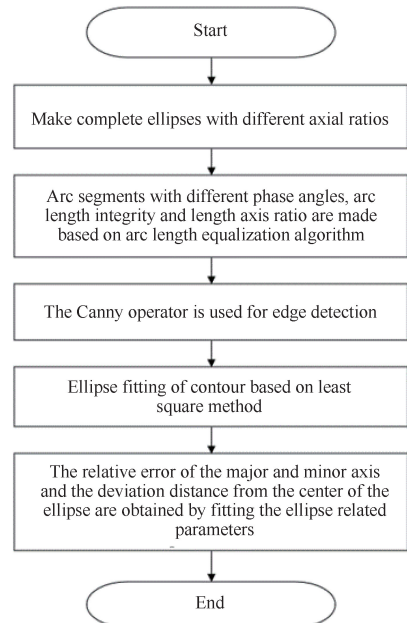 Start
Make complete ellipses with different axial ratios
Arc segments with different phase angles, arc
length integrity and length axis ratio are made
based on arc length equalization algorithm
The Canny operator is used for edge detection
Ellipse fitting of contour based on least
square method
The relative error of the major and minor axis
and the deviation distance from the center of the
ellipse are obtained by fitting the ellipse related
parameters
End